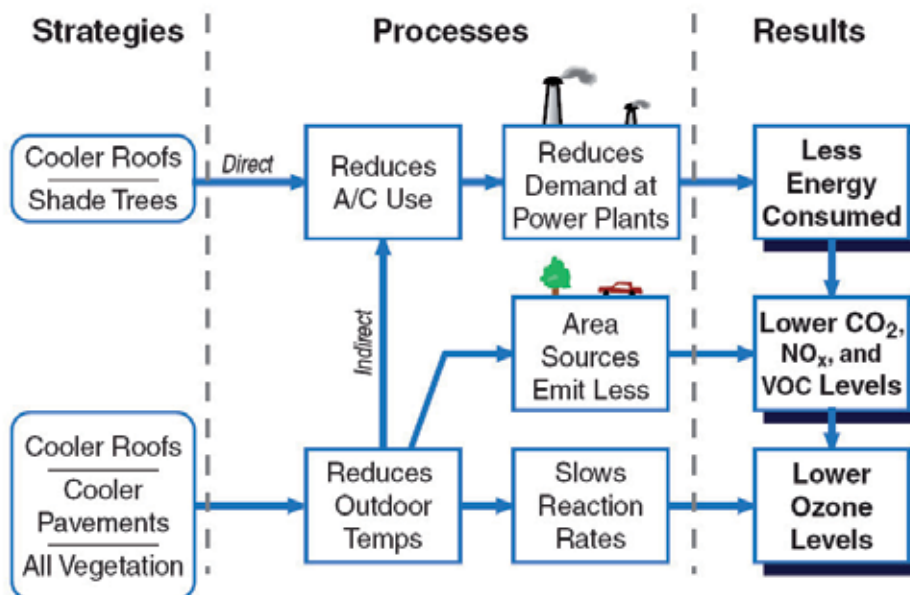 Strategies
Processes
Results
Cooler Roofs
Shade Trees
Direct
Reduces
A/C Use
Reduces
Demand at
Power Plants
Less
Energy
Consumed
Indirect
Area
Sources
Emit Less
Lower CO₂,
NOₓ, and
VOC Levels
Cooler Roofs
Cooler
Pavements
All Vegetation
Reduces
Outdoor
Temps
Slows
Reaction
Rates
Lower
Ozone
Levels